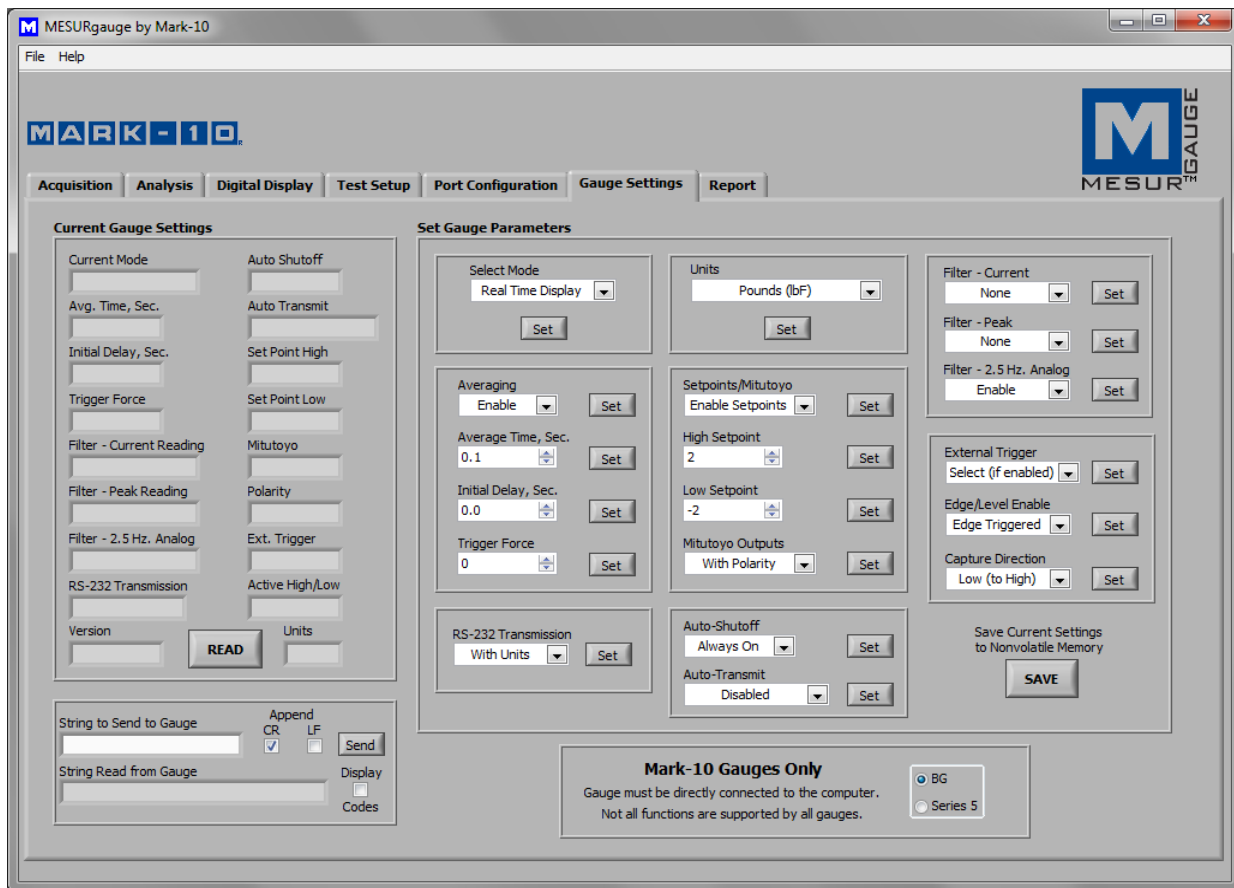 MESURgauge by Mark-10
File Help
MARK-10
MESUR™ GAUGE
Acquisition Analysis Digital Display Test Setup Port Configuration Gauge Settings Report
Current Gauge Settings
Current Mode Auto Shutoff
Avg. Time, Sec. Auto Transmit
Initial Delay, Sec. Set Point High
Trigger Force Set Point Low
Filter - Current Reading Mitutoyo
Filter - Peak Reading Polarity
Filter - 2.5 Hz. Analog Ext. Trigger
RS-232 Transmission Active High/Low
Version READ Units
String to Send to Gauge Append
CR LF
Send
String Read from Gauge Display
Codes
Set Gauge Parameters
Select Mode
Real Time Display
Set
Units
Pounds (lbF)
Set
Filter - Current
None Set
Filter - Peak
None Set
Filter - 2.5 Hz. Analog
Enable Set
Averaging
Enable Set
Average Time, Sec.
0.1 Set
Initial Delay, Sec.
0.0 Set
Trigger Force
0 Set
Setpoints/Mitutoyo
Enable Setpoints Set
High Setpoint
2 Set
Low Setpoint
-2 Set
Mitutoyo Outputs
With Polarity Set
External Trigger
Select (if enabled) Set
Edge/Level Enable
Edge Triggered Set
Capture Direction
Low (to High) Set
RS-232 Transmission
With Units Set
Auto-Shutoff
Always On Set
Auto-Transmit
Disabled Set
Save Current Settings
to Nonvolatile Memory
SAVE
Mark-10 Gauges Only
Gauge must be directly connected to the computer.
Not all functions are supported by all gauges.
BG
Series 5